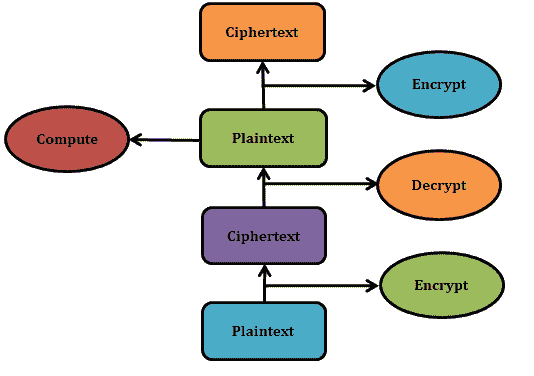 Ciphertext
Encrypt
Compute
Plaintext
Decrypt
Ciphertext
Encrypt
Plaintext